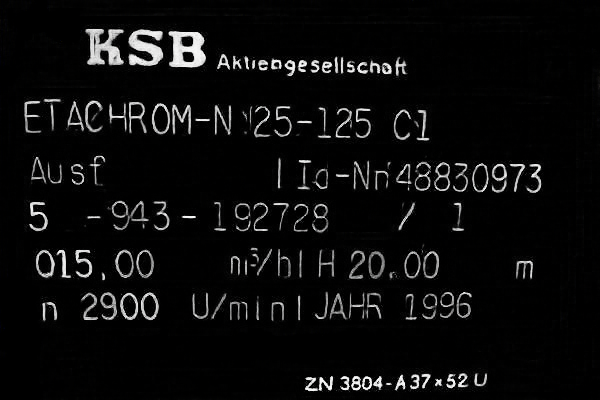 KSB Aktiengesellschaft
ETACHROM-N 25-125 C1
Ausf | Id-Nr 48830973
5 -943-192728 / 1
Q15,00 m³/h| H 20.00 m
n 2900 U/min| JAHR 1996
ZN 3804-A 37×52 U